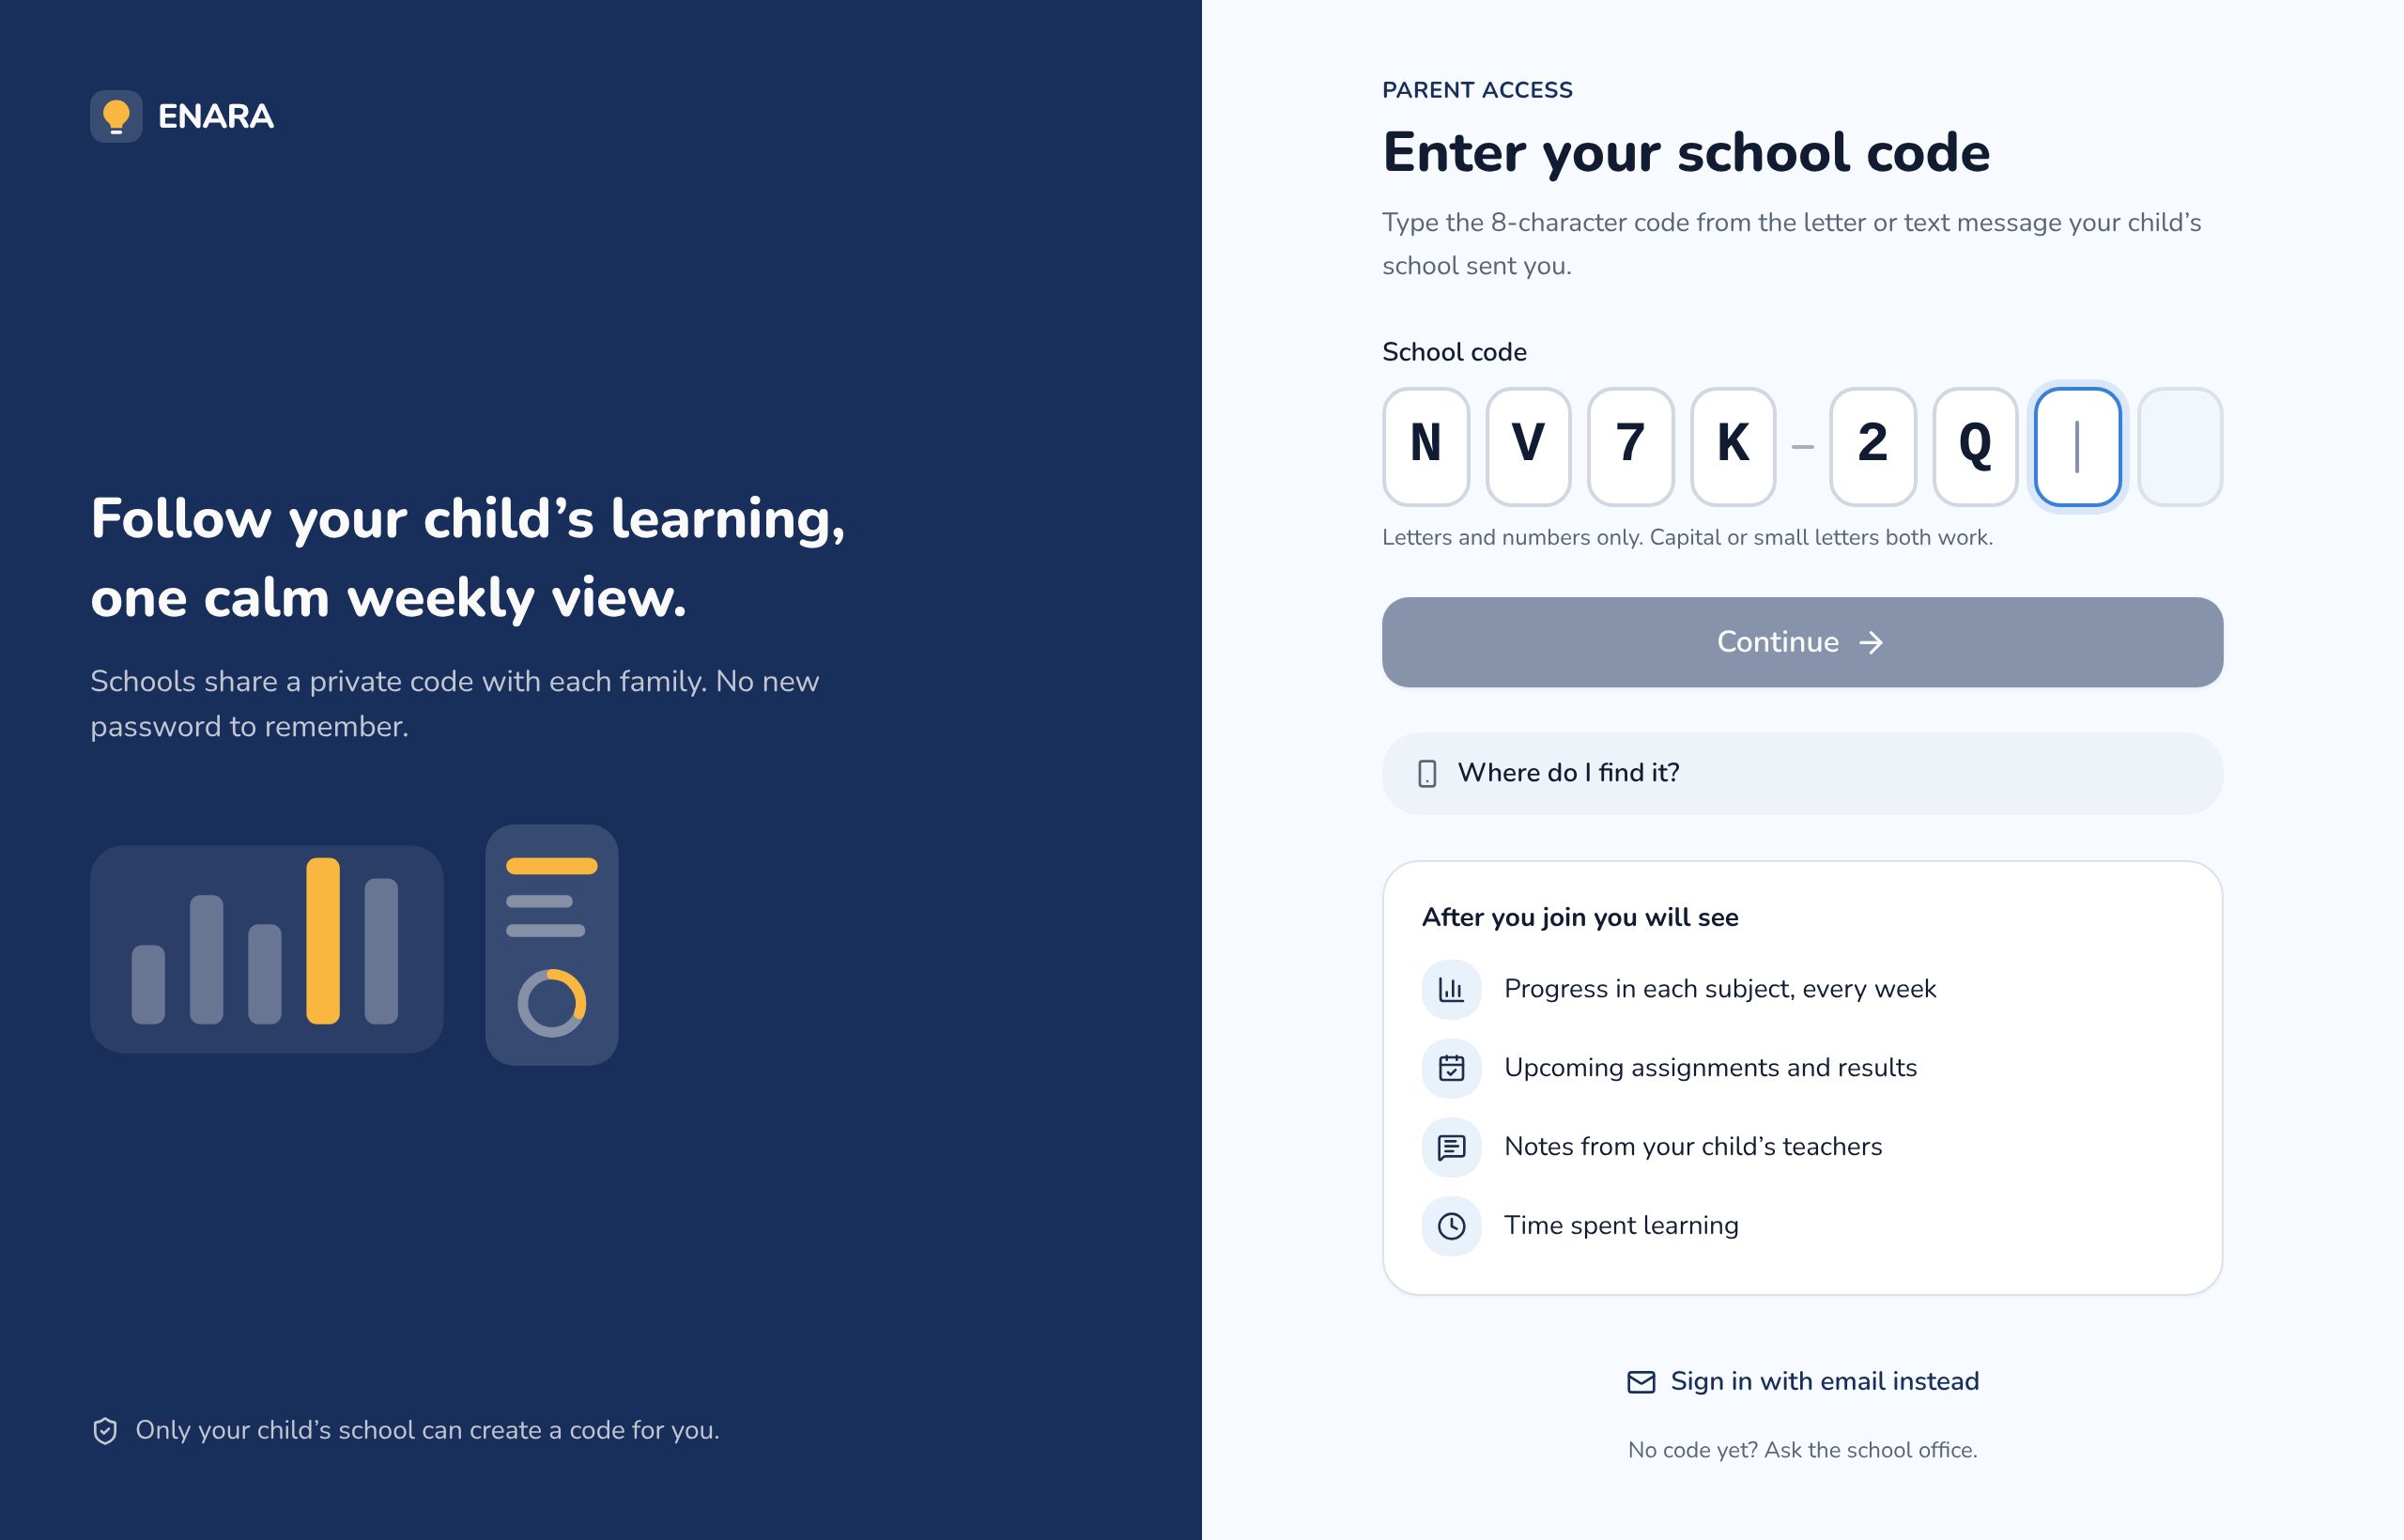 ENARA
Follow your child’s learning,
one calm weekly view.
Schools share a private code with each family. No new
password to remember.
Only your child’s school can create a code for you.
PARENT ACCESS
Enter your school code
Type the 8-character code from the letter or text message your child’s
school sent you.
School code
N V 7 K – 2 Q
Letters and numbers only. Capital or small letters both work.
Continue →
Where do I find it?
After you join you will see
Progress in each subject, every week
Upcoming assignments and results
Notes from your child’s teachers
Time spent learning
Sign in with email instead
No code yet? Ask the school office.